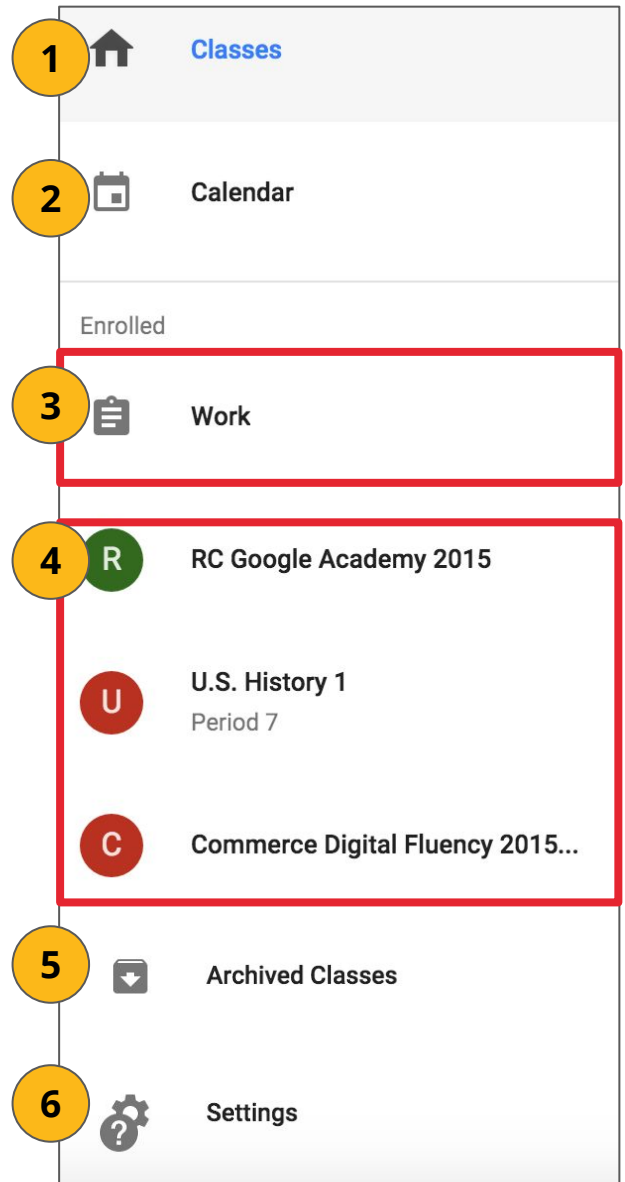 1 Classes
2 Calendar
Enrolled
3 Work
4 R RC Google Academy 2015
U U.S. History 1
Period 7
C Commerce Digital Fluency 2015...
5 Archived Classes
6 ? Settings